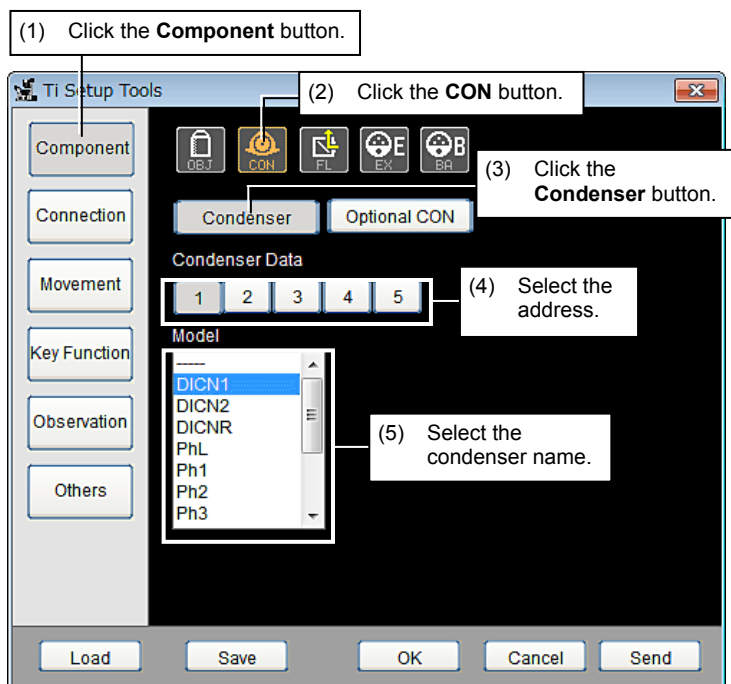 (1) Click the Component button.
Ti Setup Tools
(2) Click the CON button.
Component
OBJ
CON
FL
E
EX
B
BA
(3) Click the
Condenser button.
Connection
Condenser
Optional CON
Condenser Data
Movement
1 2 3 4 5
(4) Select the
address.
Model
Key Function
-----
DICN1
DICN2
DICNR
PhL
Ph1
Ph2
Ph3
Observation
(5) Select the
condenser name.
Others
Load
Save
OK
Cancel
Send